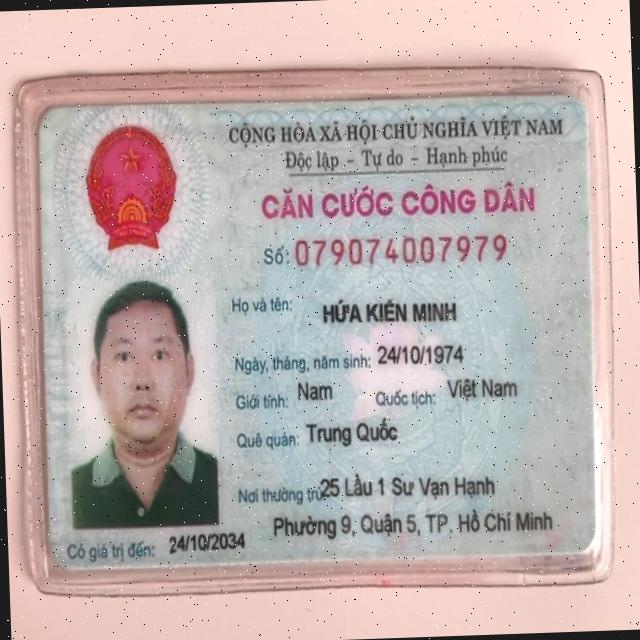 CỘNG HÒA XÃ HỘI CHỦ NGHĨA VIỆT NAM
Độc lập - Tự do - Hạnh phúc
CĂN CƯỚC CÔNG DÂN
Số: 079074007979
Họ và tên: HỨA KIẾN MINH
Ngày, tháng, năm sinh: 24/10/1974
Giới tính: Nam Quốc tịch: Việt Nam
Quê quán: Trung Quốc
Nơi thường trú: 25 Lầu 1 Sư Vạn Hạnh
Phường 9, Quận 5, TP. Hồ Chí Minh
Có giá trị đến: 24/10/2034